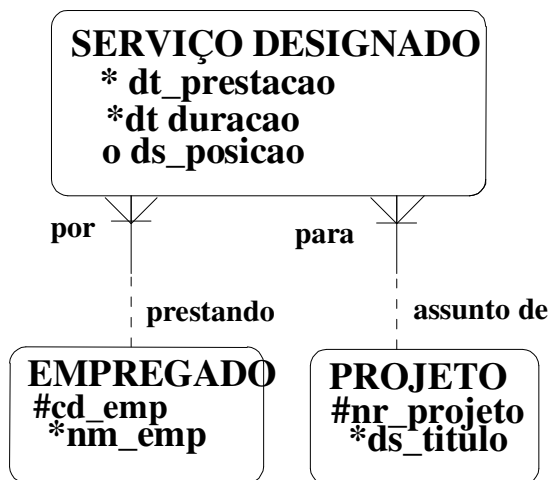 SERVIÇO DESIGNADO
* dt_prestacao
*dt duracao
o ds_posicao
por
para
prestando
assunto de
EMPREGADO
#cd_emp
*nm_emp
PROJETO
#nr_projeto
*ds_titulo